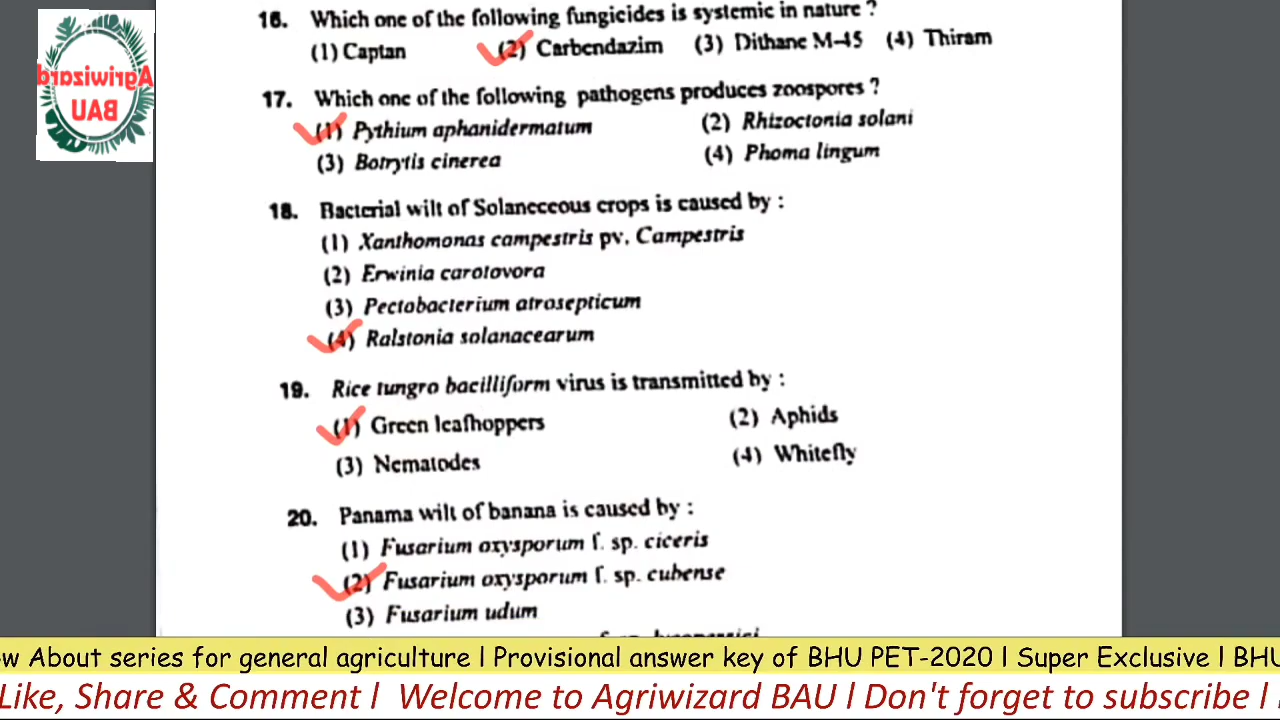 Agriwizard
BAU
16. Which one of the following fungicides is systemic in nature ?
(1) Captan (2) Carbendazim (3) Dithane M-45 (4) Thiram
17. Which one of the following pathogens produces zoospores ?
(1) Pythium aphanidermatum (2) Rhizoctonia solani
(3) Botrytis cinerea (4) Phoma lingum
18. Bacterial wilt of Solaneceous crops is caused by :
(1) Xanthomonas campestris pv. Campestris
(2) Erwinia carotovora
(3) Pectobacterium atrosepticum
(4) Ralstonia solanacearum
19. Rice tungro bacilliform virus is transmitted by :
(1) Green leafhoppers (2) Aphids
(3) Nematodes (4) Whitefly
20. Panama wilt of banana is caused by :
(1) Fusarium oxysporum f. sp. ciceris
(2) Fusarium oxysporum f. sp. cubense
(3) Fusarium udum
About series for general agriculture l Provisional answer key of BHU PET-2020 l Super Exclusive l BHU
Like, Share & Comment l Welcome to Agriwizard BAU l Don't forget to subscribe l